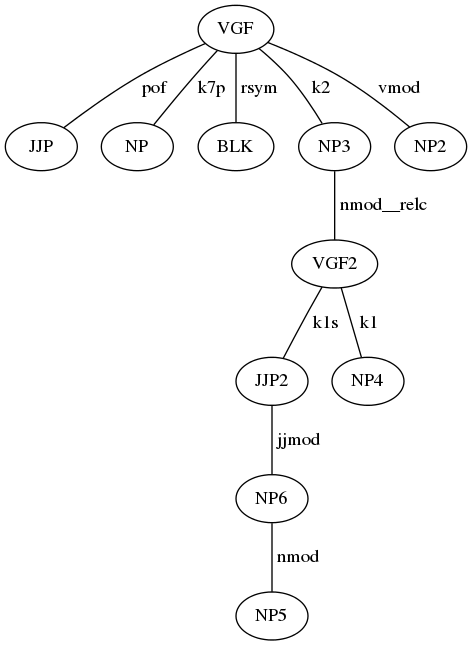 VGF
pof k7p rsym k2 vmod
JJP NP BLK NP3 NP2
nmod__relc
VGF2
k1s k1
JJP2 NP4
jjmod
NP6
nmod
NP5